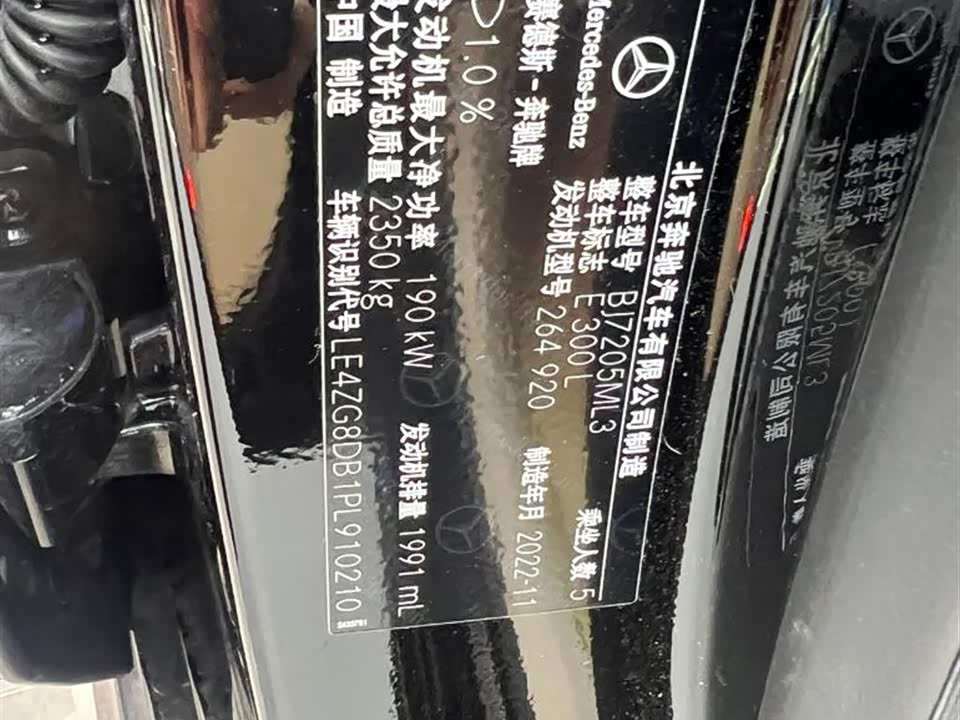 北京奔驰汽车有限公司制造
Mercedes-Benz
整车型号 BJ7205ML3
整车标志 E 300 L
乘坐人数 5
梅赛德斯-奔驰牌
发动机型号 264 920
制造年月 2022-11
1.0 %
发动机最大净功率 190 kW
发动机排量 1991 mL
最大允许总质量 2350 kg
中国 制造
车辆识别代号 LE4ZG8DB1PL910210